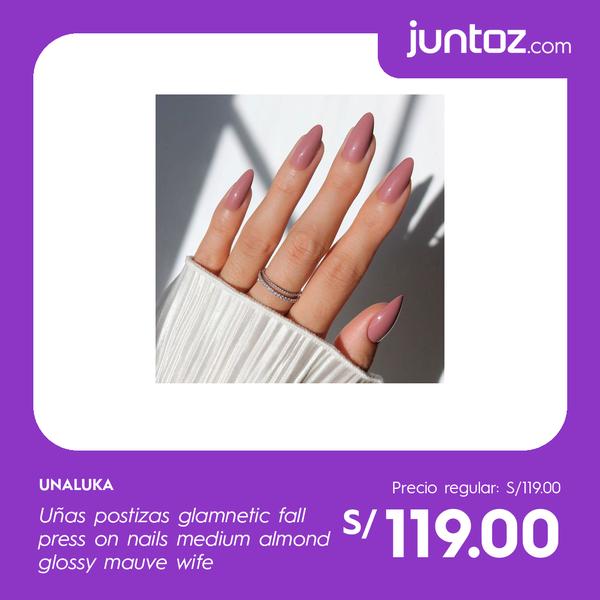 juntoz.com
UNALUKA
Uñas postizas glamnetic fall
press on nails medium almond
glossy mauve wife
Precio regular: S/119.00
S/119.00